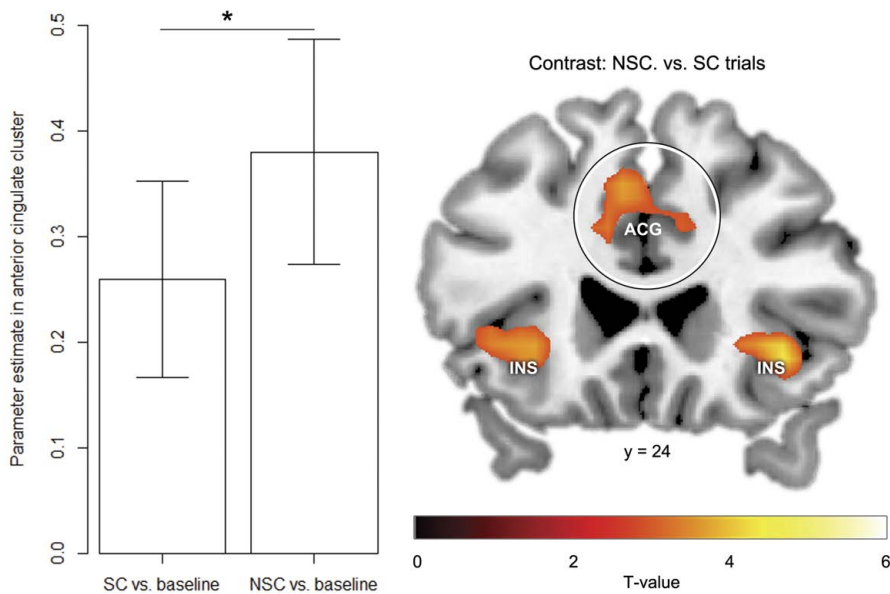 *
0.5
0.4
0.3
0.2
0.1
0.0
Parameter estimate in anterior cingulate cluster
SC vs. baseline NSC vs. baseline
Contrast: NSC. vs. SC trials
ACG
INS INS
y = 24
0 2 4 6
T-value